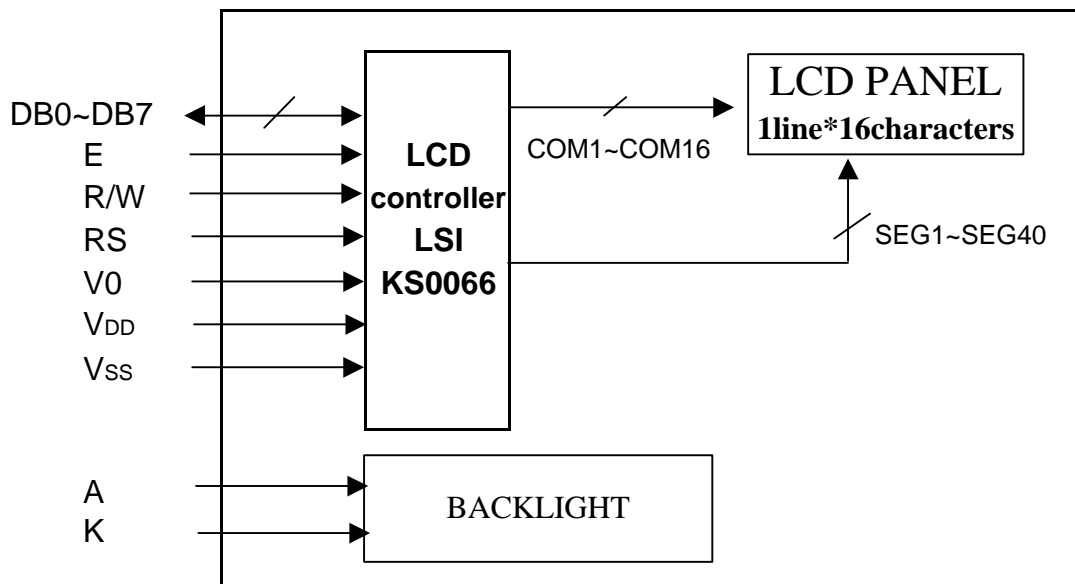 DB0~DB7
E
R/W
RS
V0
VDD
VSS
A
K
LCD
controller
LSI
KS0066
COM1~COM16
LCD PANEL
1line*16characters
SEG1~SEG40
BACKLIGHT